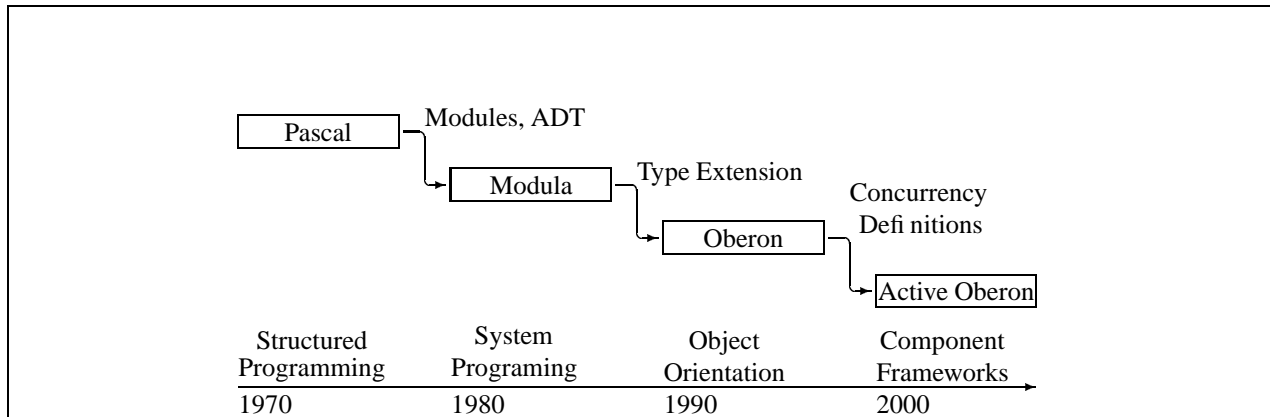 Pascal
Modules, ADT
Modula
Type Extension
Oberon
Concurrency
Defi nitions
Active Oberon
Structured
Programming
System
Programing
Object
Orientation
Component
Frameworks
1970
1980
1990
2000